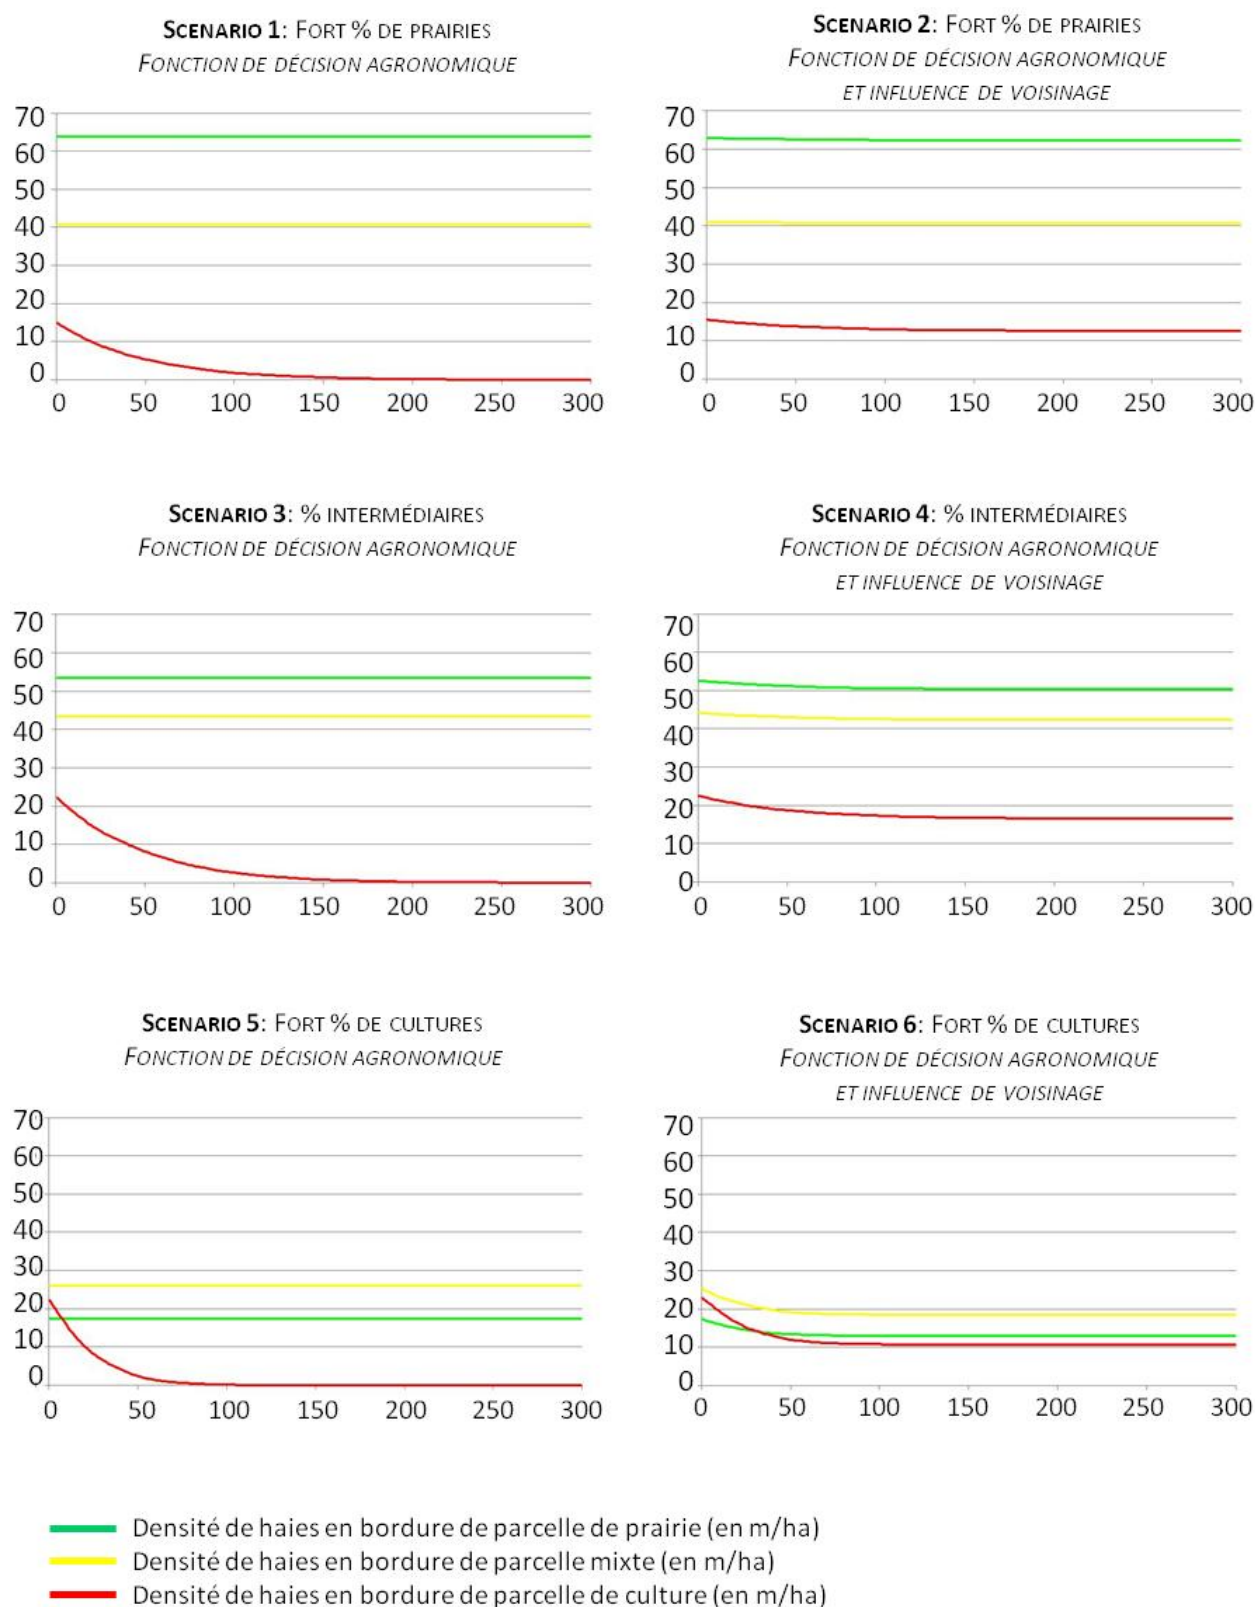 SCENARIO 1: FORT % DE PRAIRIES
FONCTION DE DÉCISION AGRONOMIQUE
70
60
50
40
30
20
10
0
0 50 100 150 200 250 300
SCENARIO 2: FORT % DE PRAIRIES
FONCTION DE DÉCISION AGRONOMIQUE
ET INFLUENCE DE VOISINAGE
70
60
50
40
30
20
10
0
0 50 100 150 200 250 300
SCENARIO 3: % INTERMÉDIAIRES
FONCTION DE DÉCISION AGRONOMIQUE
70
60
50
40
30
20
10
0
0 50 100 150 200 250 300
SCENARIO 4: % INTERMÉDIAIRES
FONCTION DE DÉCISION AGRONOMIQUE
ET INFLUENCE DE VOISINAGE
70
60
50
40
30
20
10
0
0 50 100 150 200 250 300
SCENARIO 5: FORT % DE CULTURES
FONCTION DE DÉCISION AGRONOMIQUE
70
60
50
40
30
20
10
0
0 50 100 150 200 250 300
SCENARIO 6: FORT % DE CULTURES
FONCTION DE DÉCISION AGRONOMIQUE
ET INFLUENCE DE VOISINAGE
70
60
50
40
30
20
10
0
0 50 100 150 200 250 300
Densité de haies en bordure de parcelle de prairie (en m/ha)
Densité de haies en bordure de parcelle mixte (en m/ha)
Densité de haies en bordure de parcelle de culture (en m/ha)